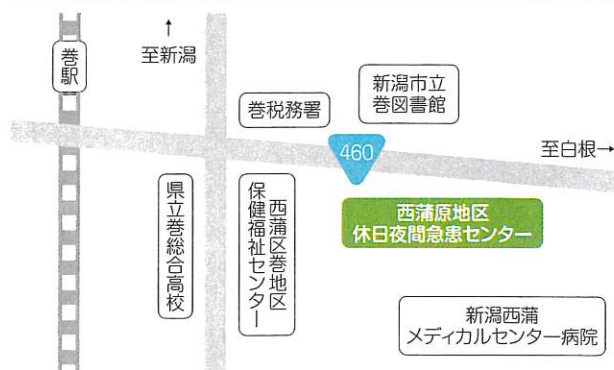 ↑
至新潟
巻駅
新潟市立
巻図書館
巻税務署
460
至白根→
県立巻総合高校
西蒲区巻地区
保健福祉センター
西蒲原地区
休日夜間急患センター
新潟西蒲
メディカルセンター病院